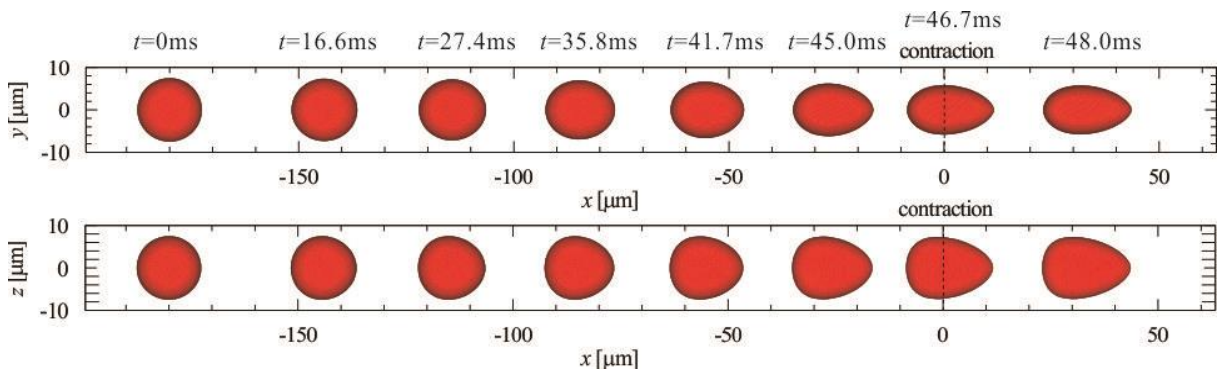 t=0ms t=16.6ms t=27.4ms t=35.8ms t=41.7ms t=45.0ms t=46.7ms t=48.0ms
contraction
10
0
-10
y [μm]
-150 -100 -50 0 50
x [μm]
contraction
10
0
-10
z [μm]
-150 -100 -50 0 50
x [μm]